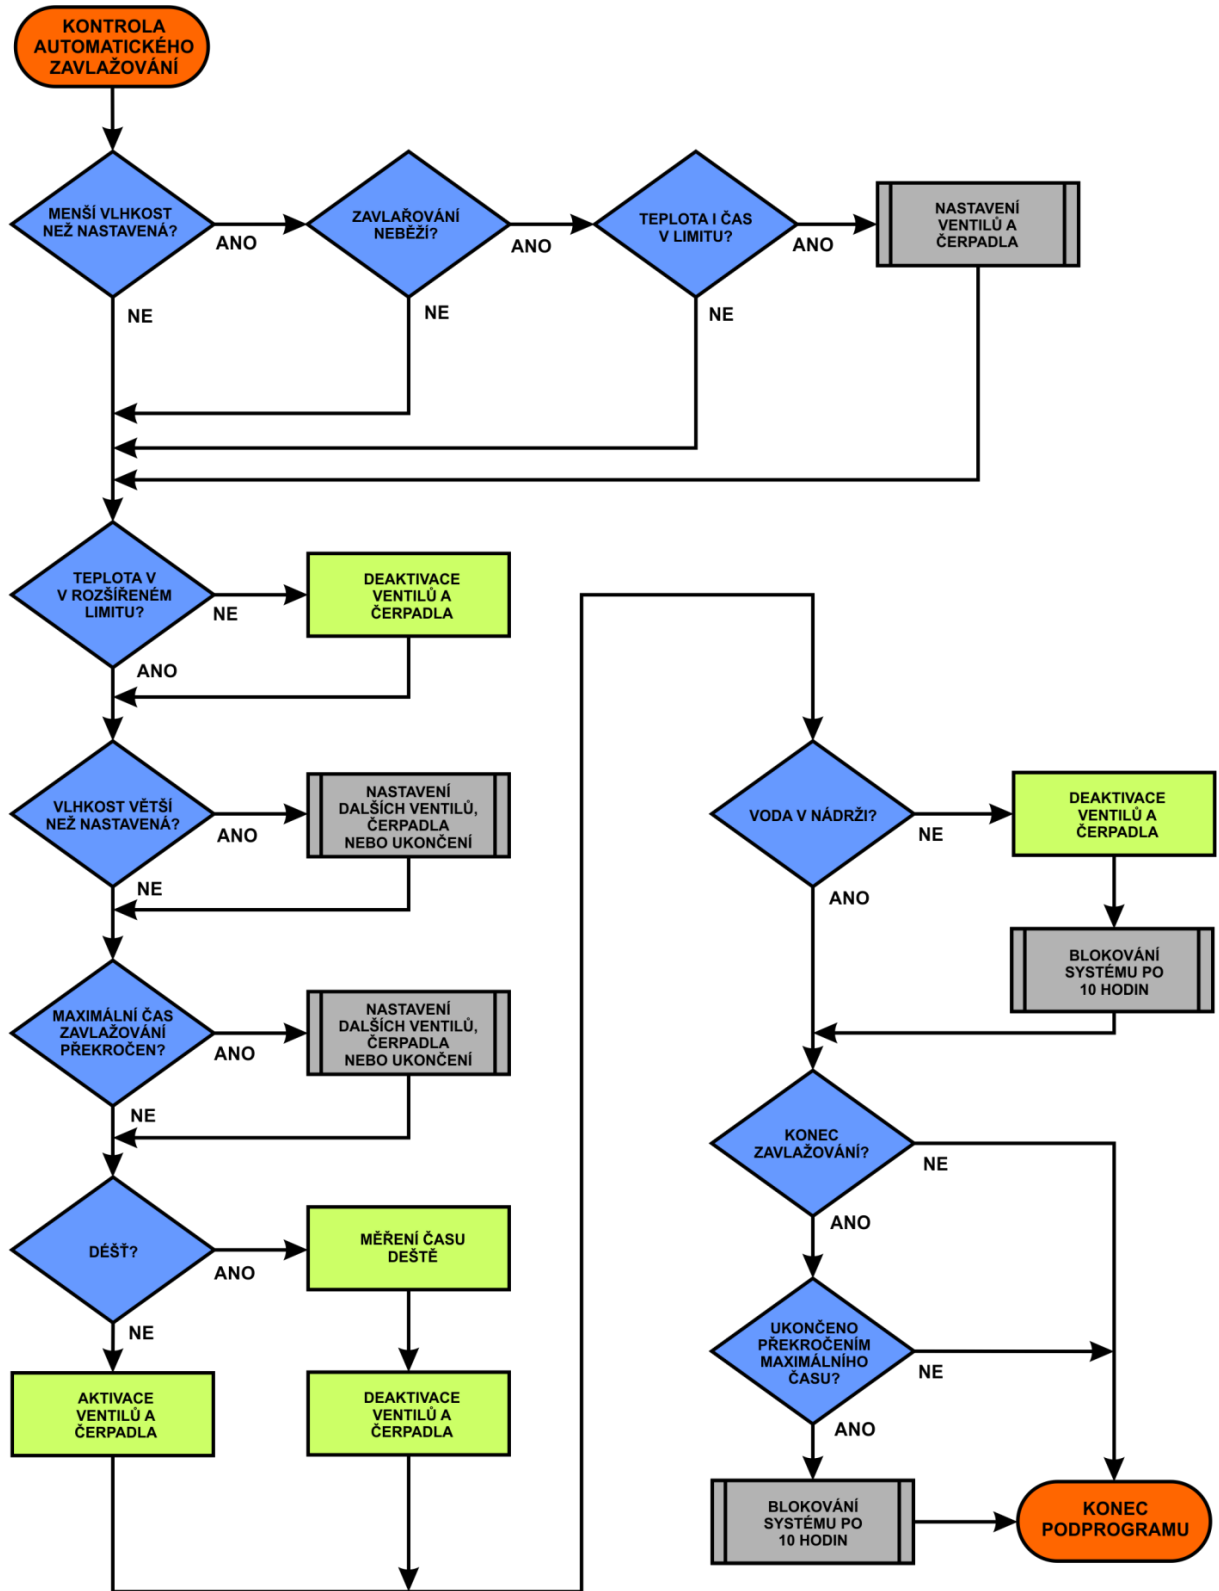 KONTROLA
AUTOMATICKÉHO
ZAVLAŽOVÁNÍ
MENŠÍ VLHKOST
NEŽ NASTAVENÁ?
ANO
NE
ZAVLAŘOVÁNÍ
NEBĚŽÍ?
ANO
NE
TEPLOTA I ČAS
V LIMITU?
ANO
NE
NASTAVENÍ
VENTILŮ A
ČERPADLA
TEPLOTA V
V ROZŠÍŘENÉM
LIMITU?
NE
ANO
DEAKTIVACE
VENTILŮ A
ČERPADLA
VLHKOST VĚTŠÍ
NEŽ NASTAVENÁ?
ANO
NE
NASTAVENÍ
DALŠÍCH VENTILŮ,
ČERPADLA
NEBO UKONČENÍ
MAXIMÁLNÍ ČAS
ZAVLAŽOVÁNÍ
PŘEKROČEN?
ANO
NE
NASTAVENÍ
DALŠÍCH VENTILŮ,
ČERPADLA
NEBO UKONČENÍ
DÉŠŤ?
ANO
NE
MĚŘENÍ ČASU
DEŠTĚ
AKTIVACE
VENTILŮ A
ČERPADLA
DEAKTIVACE
VENTILŮ A
ČERPADLA
VODA V NÁDRŽI?
NE
ANO
DEAKTIVACE
VENTILŮ A
ČERPADLA
BLOKOVÁNÍ
SYSTÉMU PO
10 HODIN
KONEC
ZAVLAŽOVÁNÍ?
NE
ANO
UKONČENO
PŘEKROČENÍM
MAXIMÁLNÍHO
ČASU?
NE
ANO
BLOKOVÁNÍ
SYSTÉMU PO
10 HODIN
KONEC
PODPROGRAMU